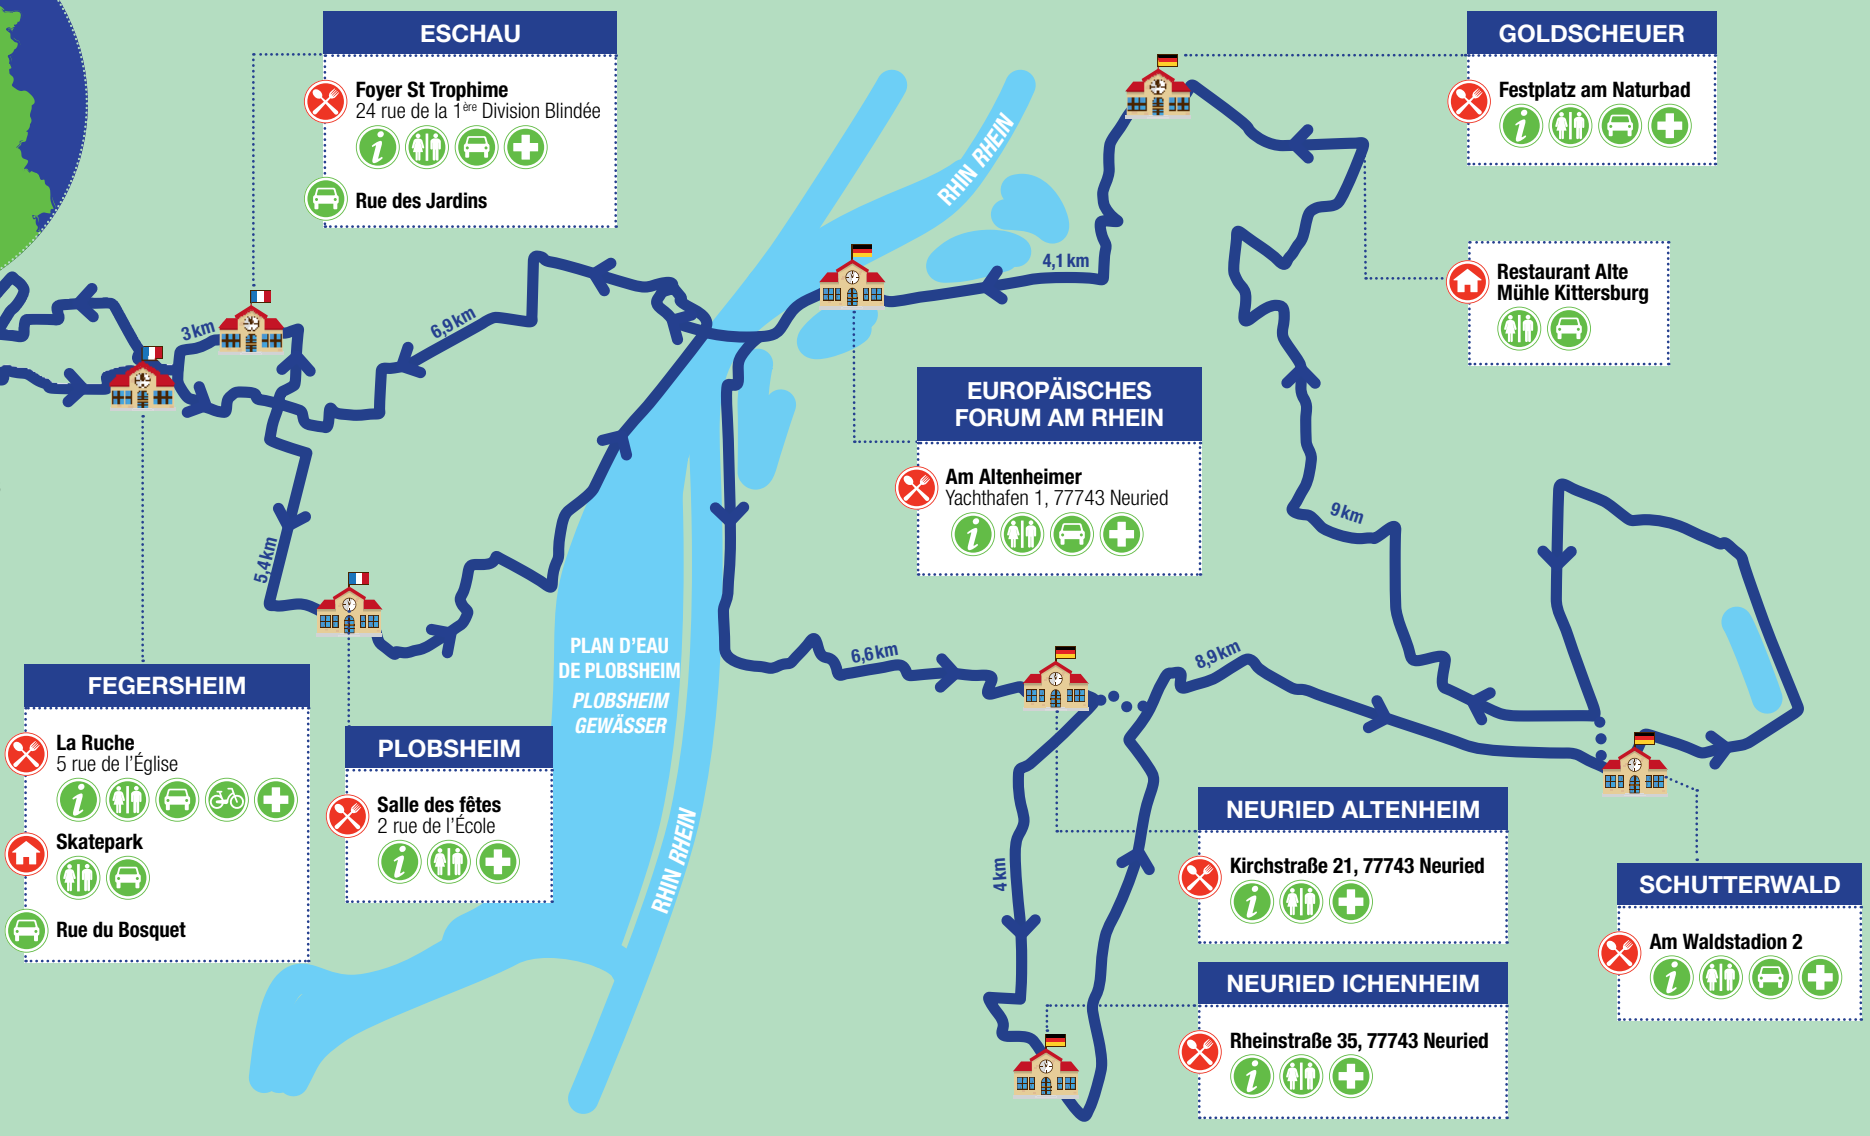 ESCHAU
Foyer St Trophime
24 rue de la 1ère Division Blindée
i
Rue des Jardins
GOLDSCHEUER
Festplatz am Naturbad
i
Restaurant Alte
Mühle Kittersburg
RHIN RHEIN
4,1 km
6,9 km
3 km
EUROPÄISCHES
FORUM AM RHEIN
Am Altenheimer
Yachthafen 1, 77743 Neuried
i
9 km
5,4 km
PLAN D'EAU
DE PLOBSHEIM
PLOBSHEIM
GEWÄSSER
6,6 km
8,9 km
FEGERSHEIM
La Ruche
5 rue de l'Église
i
Skatepark
Rue du Bosquet
PLOBSHEIM
Salle des fêtes
2 rue de l'École
i
RHIN RHEIN
4 km
NEURIED ALTENHEIM
Kirchstraße 21, 77743 Neuried
i
NEURIED ICHENHEIM
Rheinstraße 35, 77743 Neuried
i
SCHUTTERWALD
Am Waldstadion 2
i